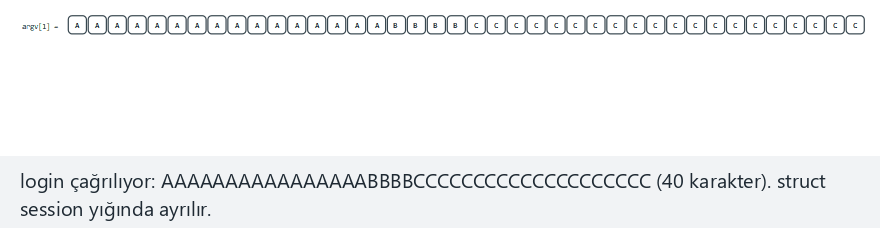 argv[1] = A A A A A A A A A A A A A A A A B B B B C C C C C C C C C C C C C C C C C C C C
login çağrılıyor: AAAAAAAAAAAAAAAABBBBCCCCCCCCCCCCCCCCCCCC (40 karakter). struct
session yığında ayrılır.